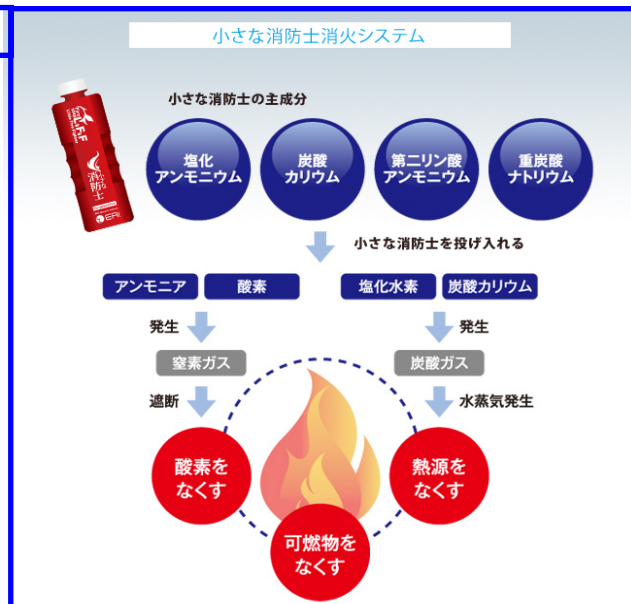 小さな消防士消火システム
小さな消防士の主成分
塩化
アンモニウム
炭酸
カリウム
第二リン酸
アンモニウム
重炭酸
ナトリウム
L.F.F
消防士
小さな消防士を投げ入れる
アンモニア
酸素
塩化水素
炭酸カリウム
発生
発生
窒素ガス
炭酸ガス
遮断
水蒸気発生
酸素を
なくす
熱源を
なくす
可燃物を
なくす